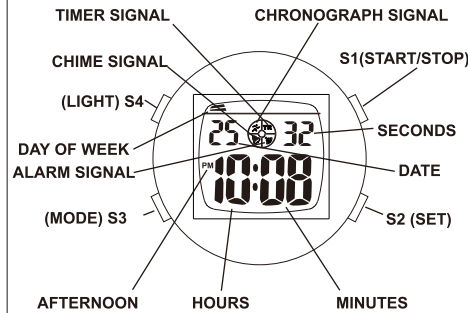 TIMER SIGNAL
CHRONOGRAPH SIGNAL
CHIME SIGNAL
S1(START/STOP)
(LIGHT) S4
25 32
SECONDS
DAY OF WEEK
ALARM SIGNAL
DATE
PM 10:08
(MODE) S3
S2 (SET)
AFTERNOON
HOURS
MINUTES